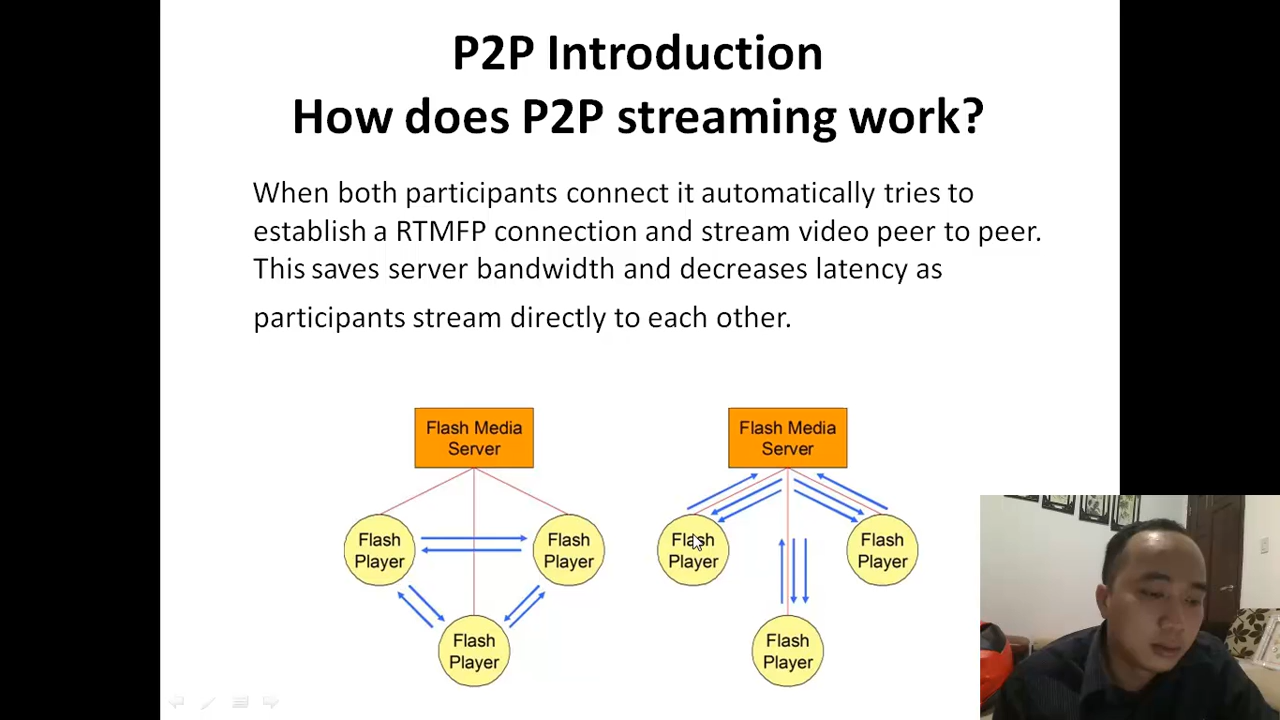 P2P Introduction
How does P2P streaming work?
When both participants connect it automatically tries to
establish a RTMFP connection and stream video peer to peer.
This saves server bandwidth and decreases latency as
participants stream directly to each other.
Flash Media
Server
Flash
Player
Flash
Player
Flash
Player
Flash Media
Server
Flash
Player
Flash
Player
Flash
Player